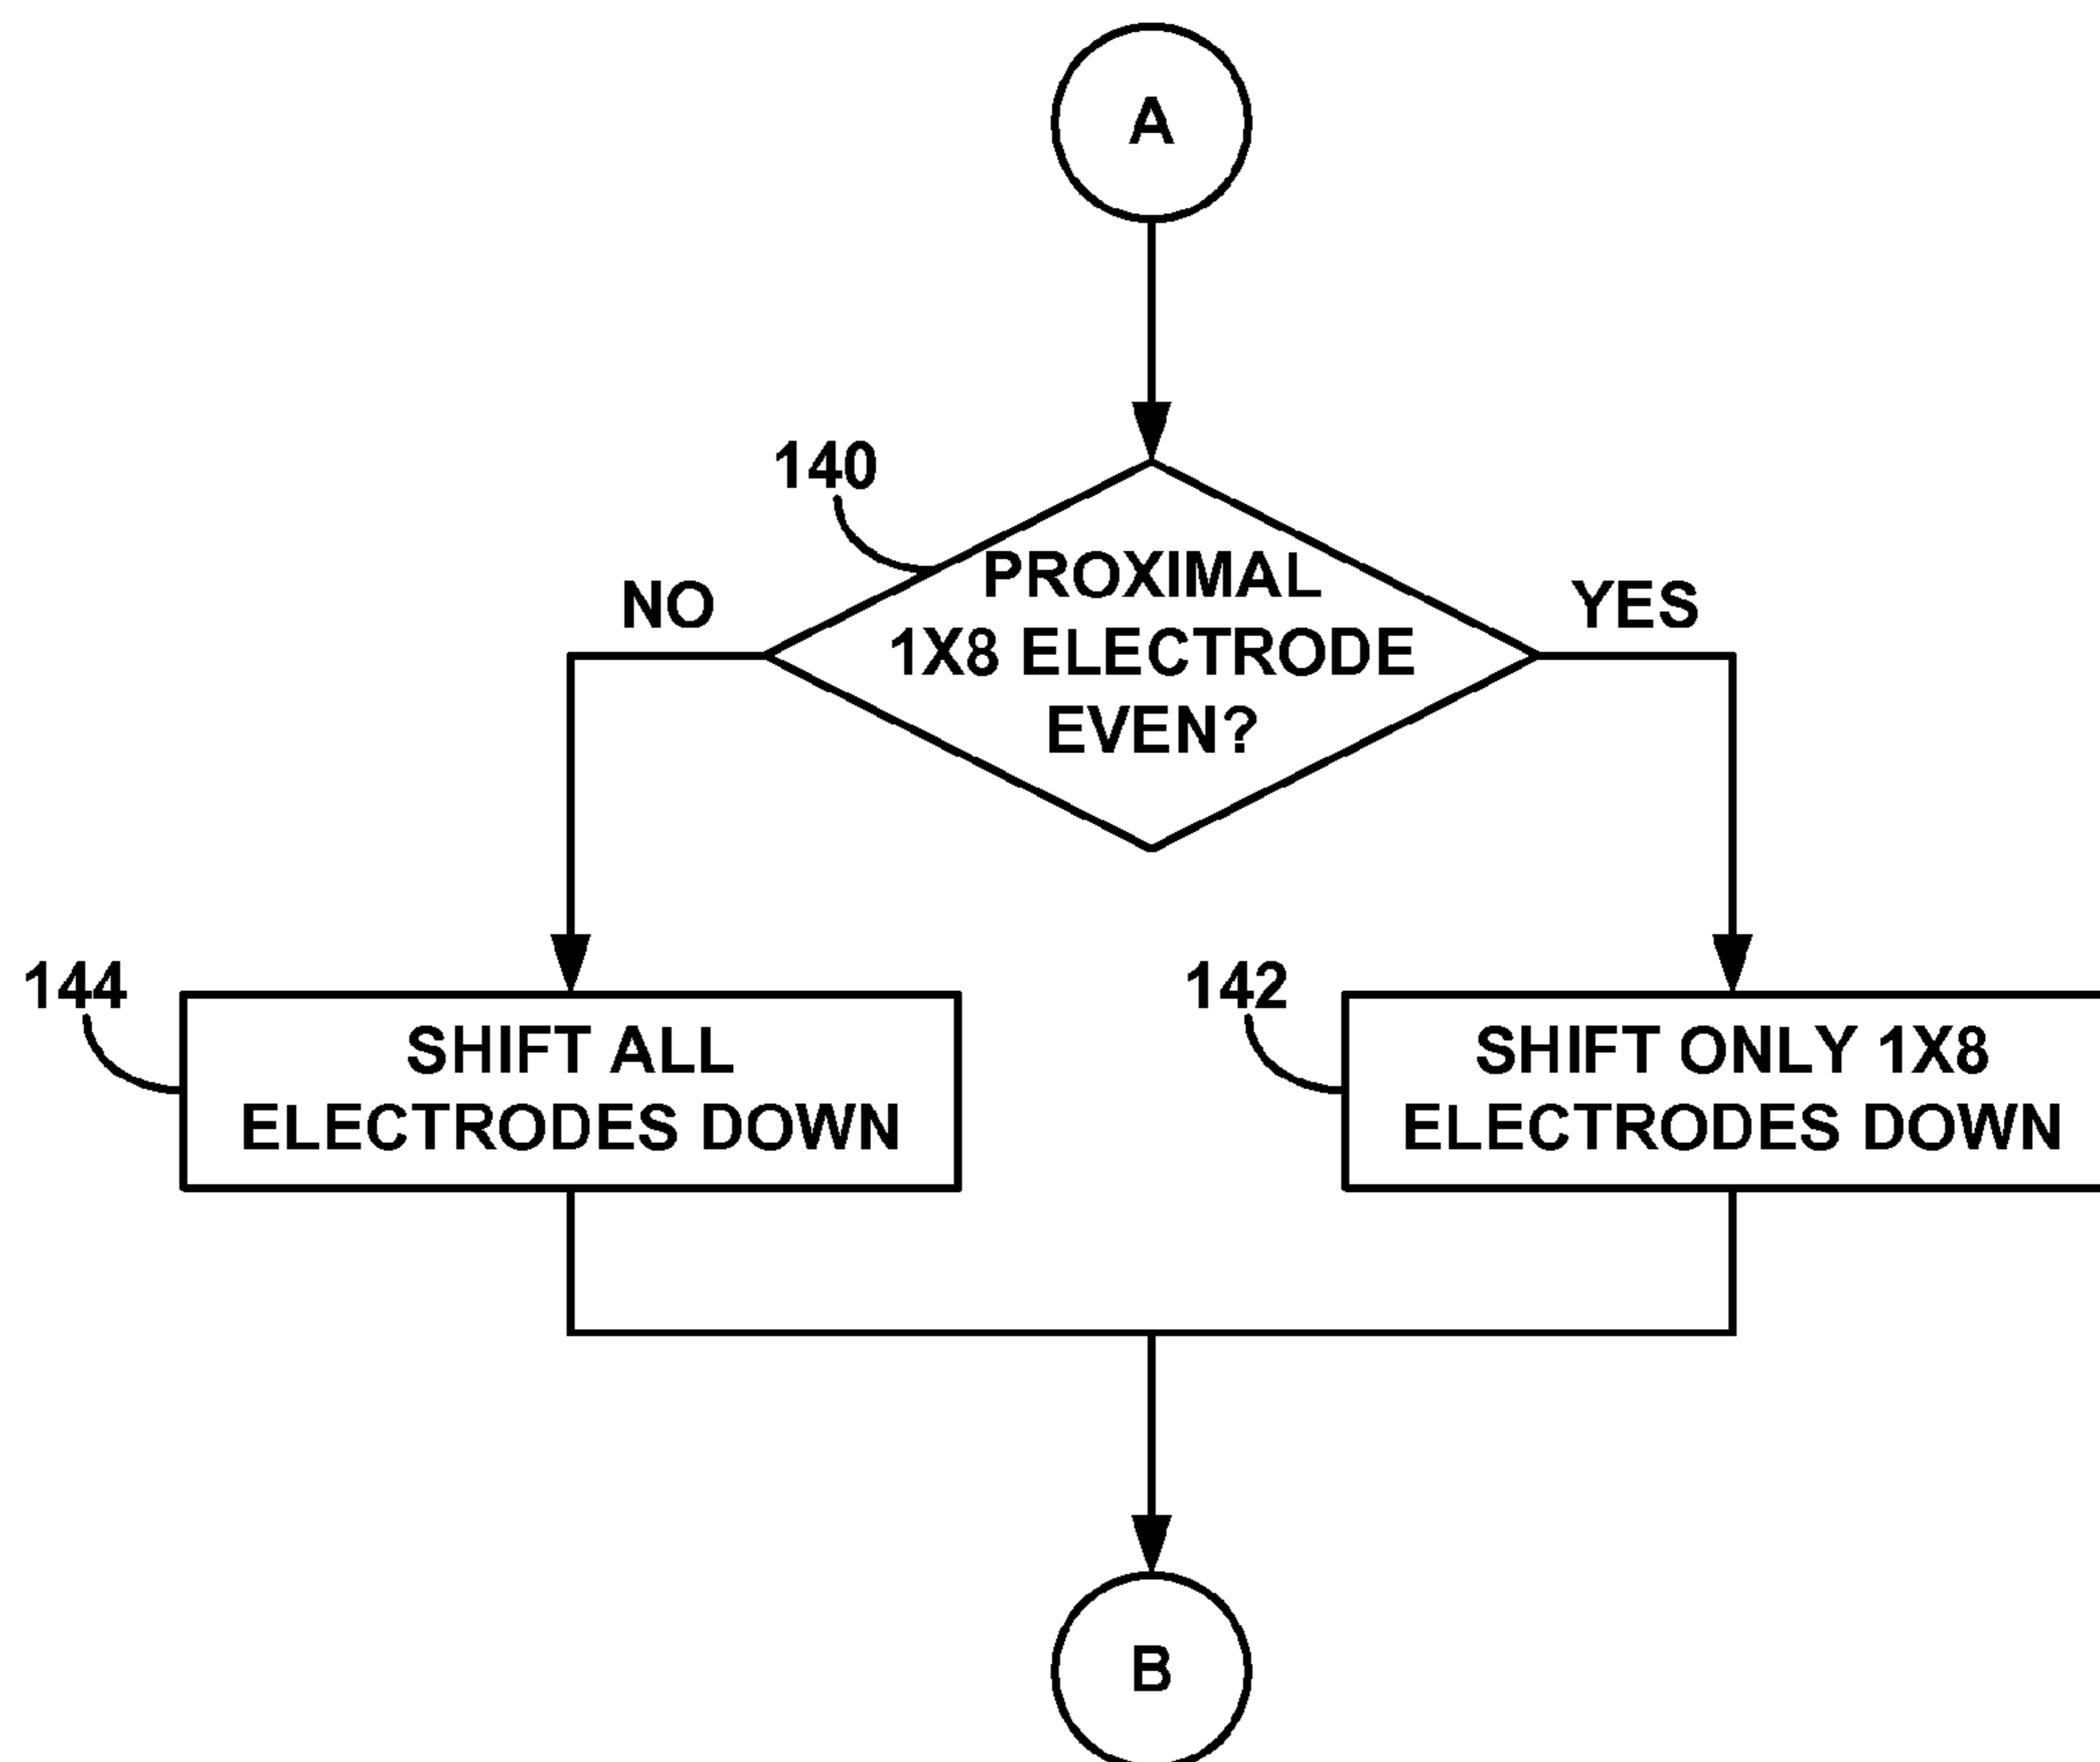 A
140
PROXIMAL
1X8 ELECTRODE
EVEN?
NO
YES
144
SHIFT ALL
ELECTRODES DOWN
142
SHIFT ONLY 1X8
ELECTRODES DOWN
B